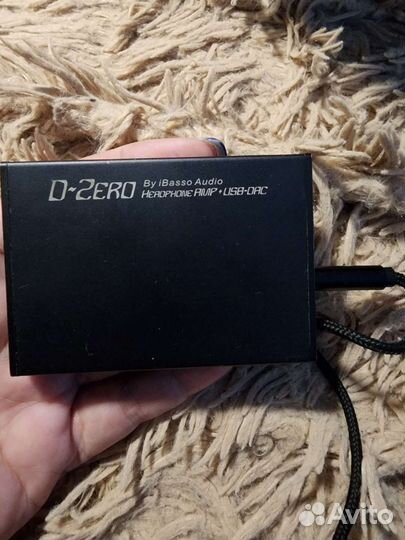 D-ZERO By iBasso Audio
HEADPHONE AMP + USB-DAC
Avito